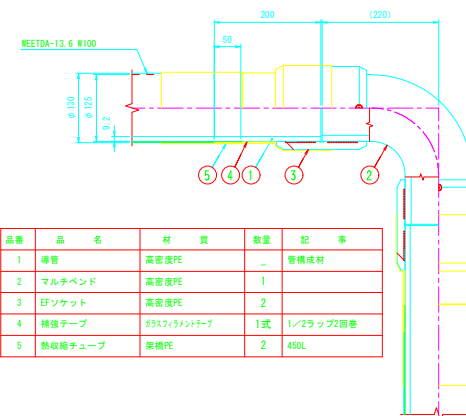 200
(220)
WEETDA-13.6 W100
50
φ130
φ125
9.2
5 4 1 3 2
品番 品 名 材 質 数量 記 事
1 導管 高密度PE _ 管構成材
2 マルチベンド 高密度PE 1
3 EFソケット 高密度PE 2
4 補強テープ ガラスフィラメントテープ 1式 1/2ラップ2回巻
5 熱収縮チューブ 架橋PE 2 450L